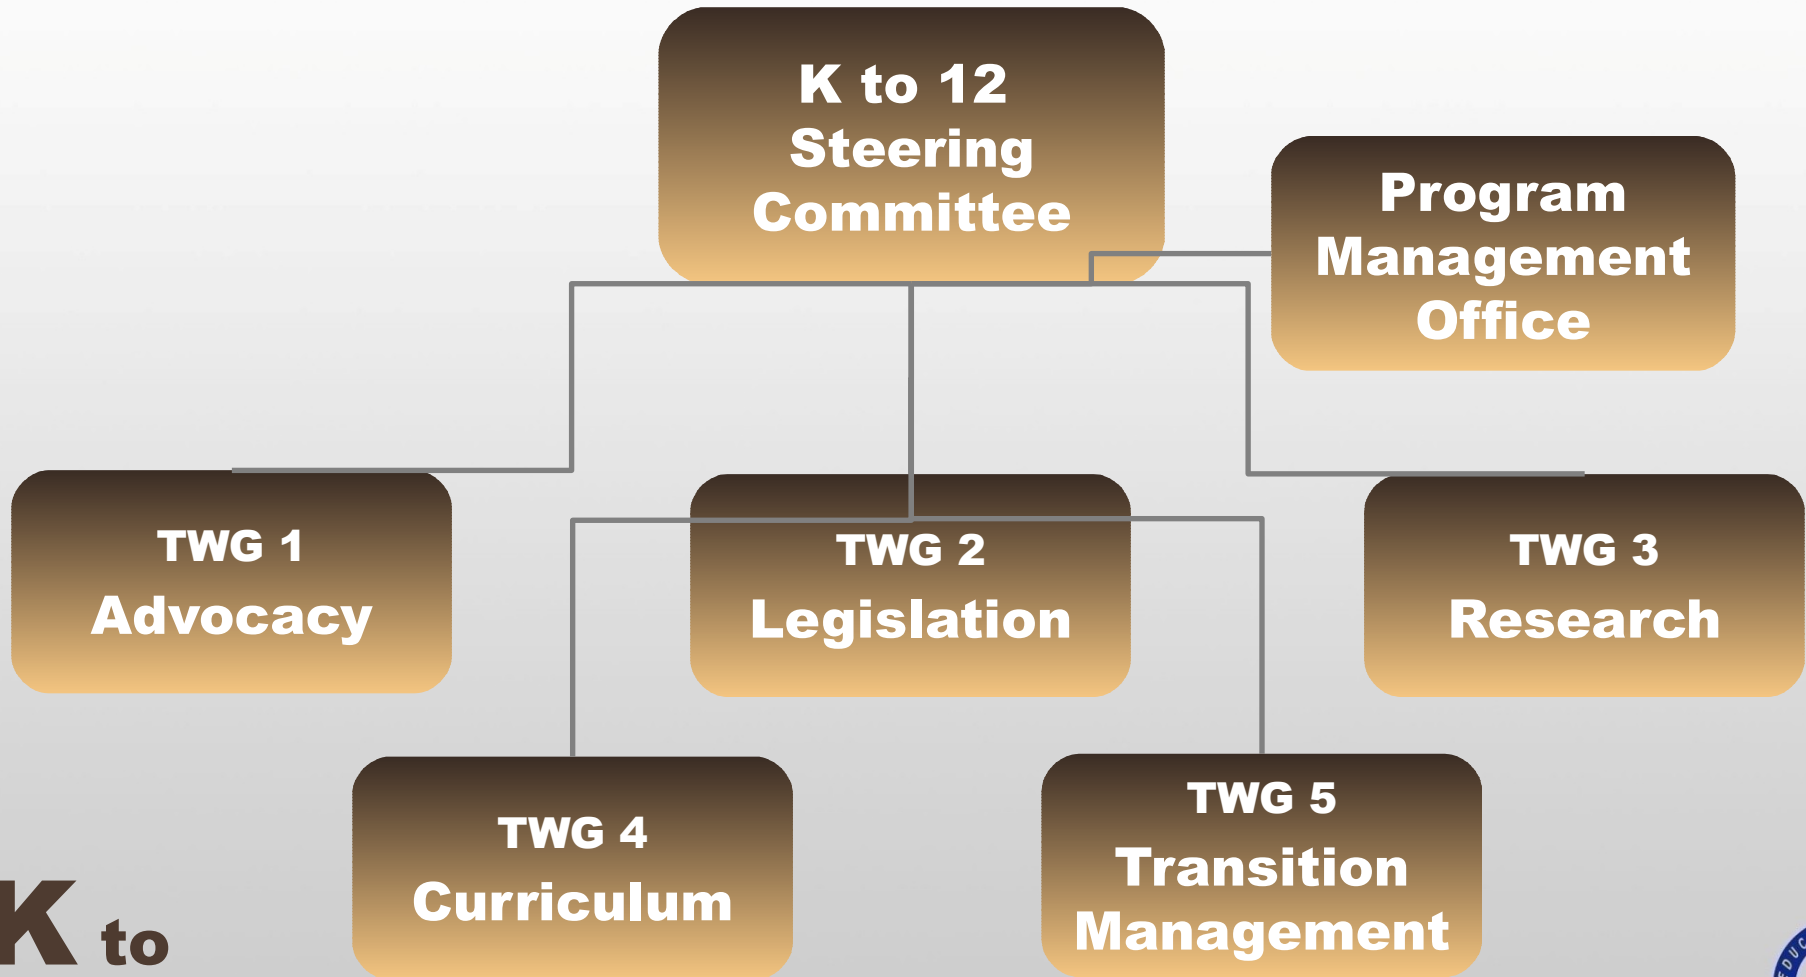 K to 12
Steering
Committee
Program
Management
Office
TWG 1
Advocacy
TWG 2
Legislation
TWG 3
Research
TWG 4
Curriculum
TWG 5
Transition
Management
K to